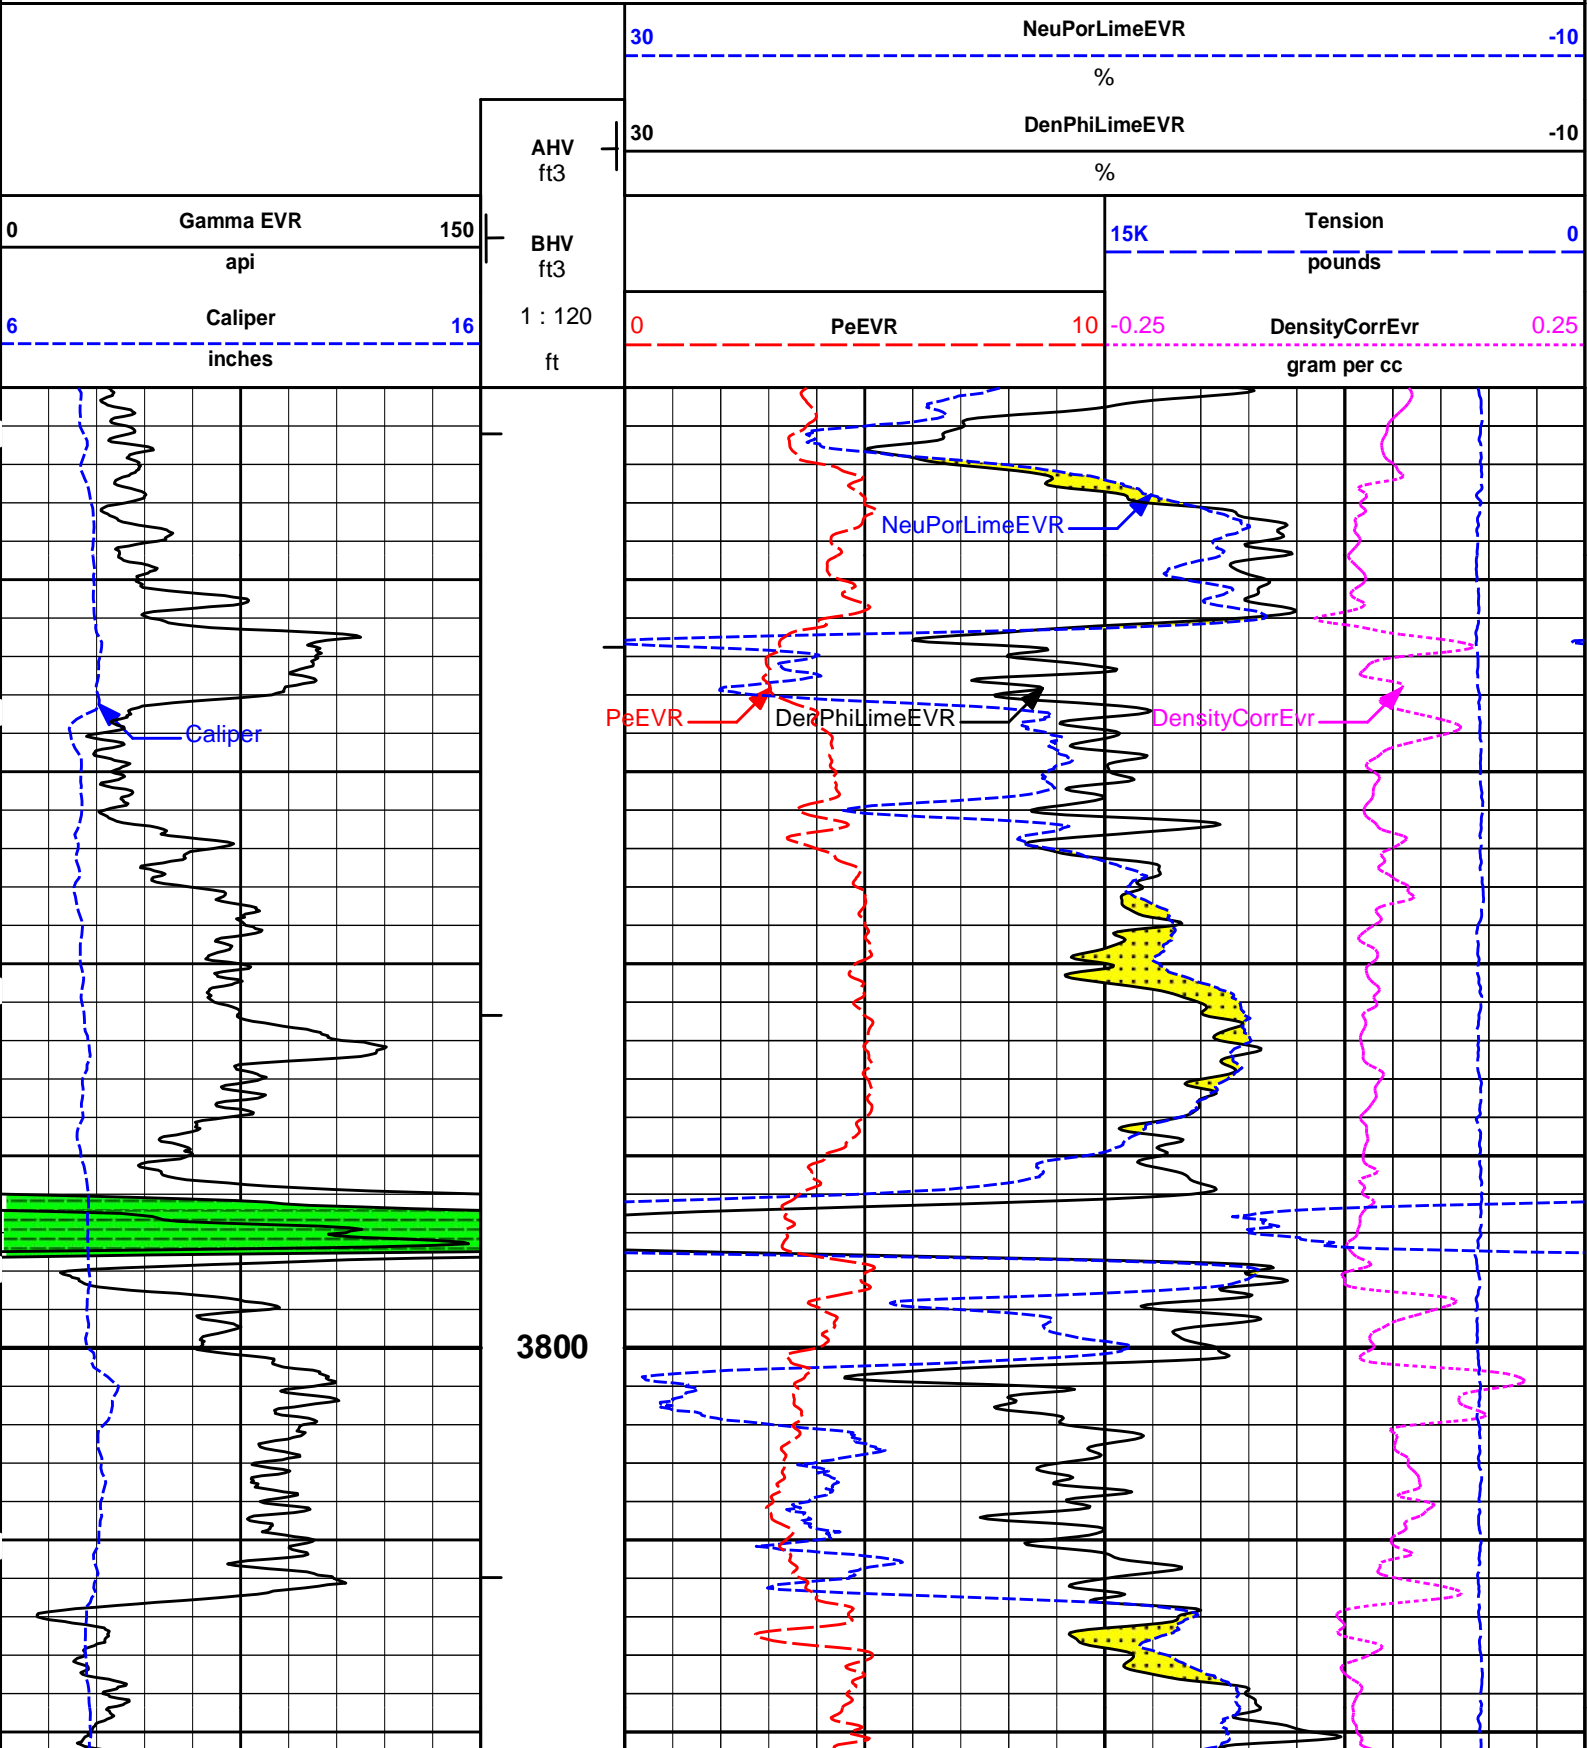 NeuPorLimeEVR
30 -10
%
DenPhiLimeEVR
30 -10
%
AHV
ft3
BHV
ft3
1 : 120
ft
Gamma EVR
0 150
api
Caliper
6 16
inches
Tension
15K 0
pounds
0 PeEVR 10
-0.25 DensityCorrEvr 0.25
gram per cc
NeuPorLimeEVR
PeEVR
DenPhiLimeEVR
DensityCorrEvr
Caliper
3800